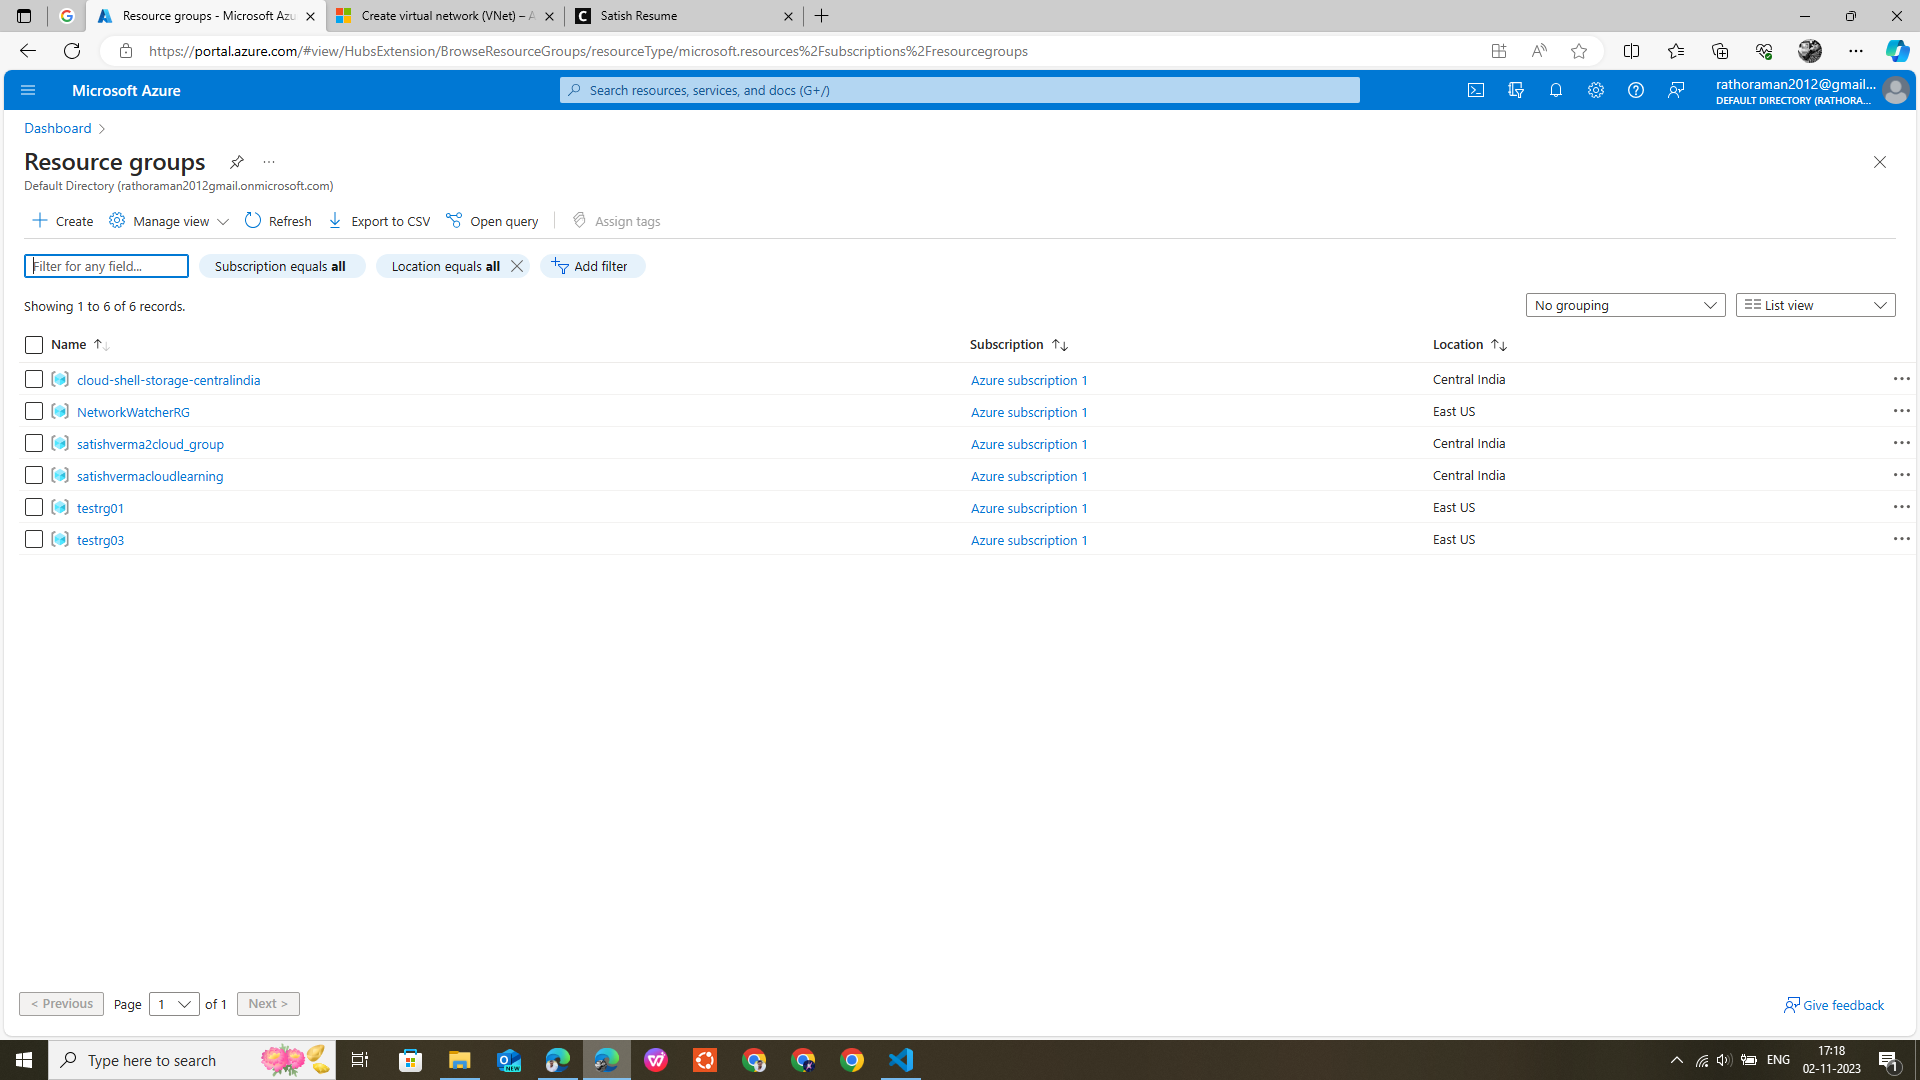 Resource groups - Microsoft Azu
Create virtual network (VNet) – A
Satish Resume
https://portal.azure.com/#view/HubsExtension/BrowseResourceGroups/resourceType/microsoft.resources%2Fsubscriptions%2Fresourcegroups
Microsoft Azure
Search resources, services, and docs (G+/)
rathoraman2012@gmail...
DEFAULT DIRECTORY (RATHORA...
Dashboard
Resource groups
Default Directory (rathoraman2012gmail.onmicrosoft.com)
Create Manage view Refresh Export to CSV Open query Assign tags
Filter for any field... Subscription equals all Location equals all Add filter
Showing 1 to 6 of 6 records. No grouping List view
Name Subscription Location
cloud-shell-storage-centralindia Azure subscription 1 Central India
NetworkWatcherRG Azure subscription 1 East US
satishverma2cloud_group Azure subscription 1 Central India
satishvermacloudlearning Azure subscription 1 Central India
testrg01 Azure subscription 1 East US
testrg03 Azure subscription 1 East US
< Previous Page 1 of 1 Next > Give feedback
Type here to search
NEW
ENG
17:18
02-11-2023
1